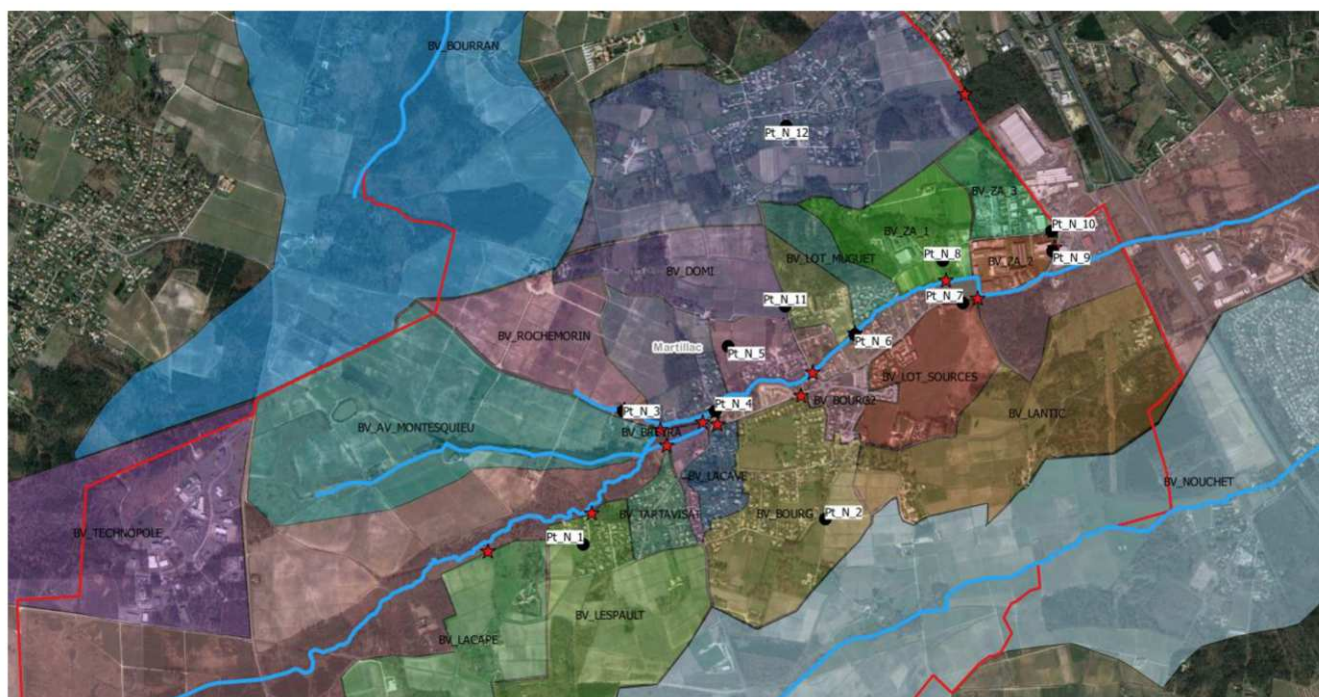 BV_BOURRAN
Pt_N_12
BV_ZA_3
Pt_N_10
BV_ZA_1
BV_LOT_MUGUET
Pt_N_8
BV_ZA_2
Pt_N_9
BV_DOMI
Pt_N_11
Pt_N_7
BV_ROCHEMORIN
Martillac
Pt_N_5
Pt_N_6
BV_LOT_SOURCES
BV_BOURG2
BV_LANTIC
Pt_N_3
Pt_N_4
BV_AV_MONTESQUIEU
BV_LACAVE
BV_NOUCHET
BV_TARTAVISAT
BV_BOURG
Pt_N_2
BV_TECHNOPOLE
Pt_N_1
BV_LESPAULT
BV_LACAPE